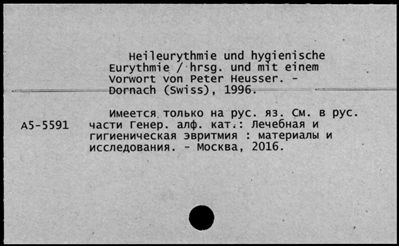 Heileurythmie und hygienische
Eurythmie / hrsg. und mit einem
Vorwort von Peter Heusser. -
Dornach (Swiss), 1996.
Имеется только на рус. яз. См. в рус.
А5-5591 части Генер. алф. кат.: Лечебная и
гигиеническая эвритмия : материалы и
исследования. - Москва, 2016.